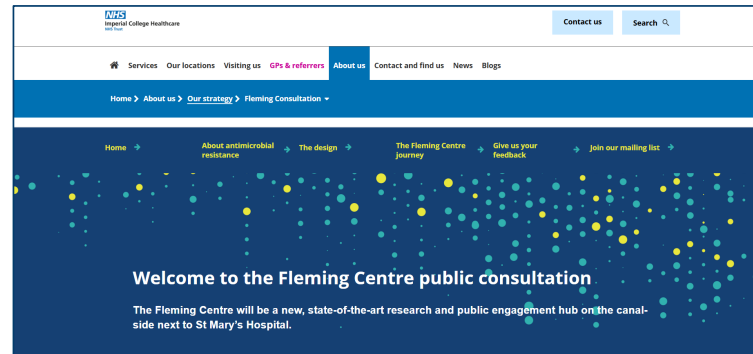 NHS
Imperial College Healthcare
NHS Trust
Contact us
Search
Services Our locations Visiting us GPs & referrers About us Contact and find us News Blogs
Home > About us > Our strategy > Fleming Consultation
Home → About antimicrobial resistance → The design → The Fleming Centre journey → Give us your feedback → Join our mailing list →
Welcome to the Fleming Centre public consultation
The Fleming Centre will be a new, state-of-the-art research and public engagement hub on the canal-
side next to St Mary's Hospital.